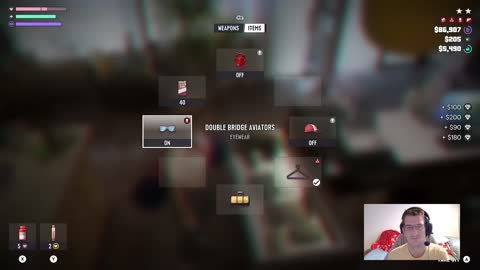 WEAPONS ITEMS
$86,907
$205
$5,490
OFF
40
ON
DOUBLE BRIDGE AVIATORS
EYEWEAR
OFF
$100
$200
$90
$180
5
2
Y
X
A